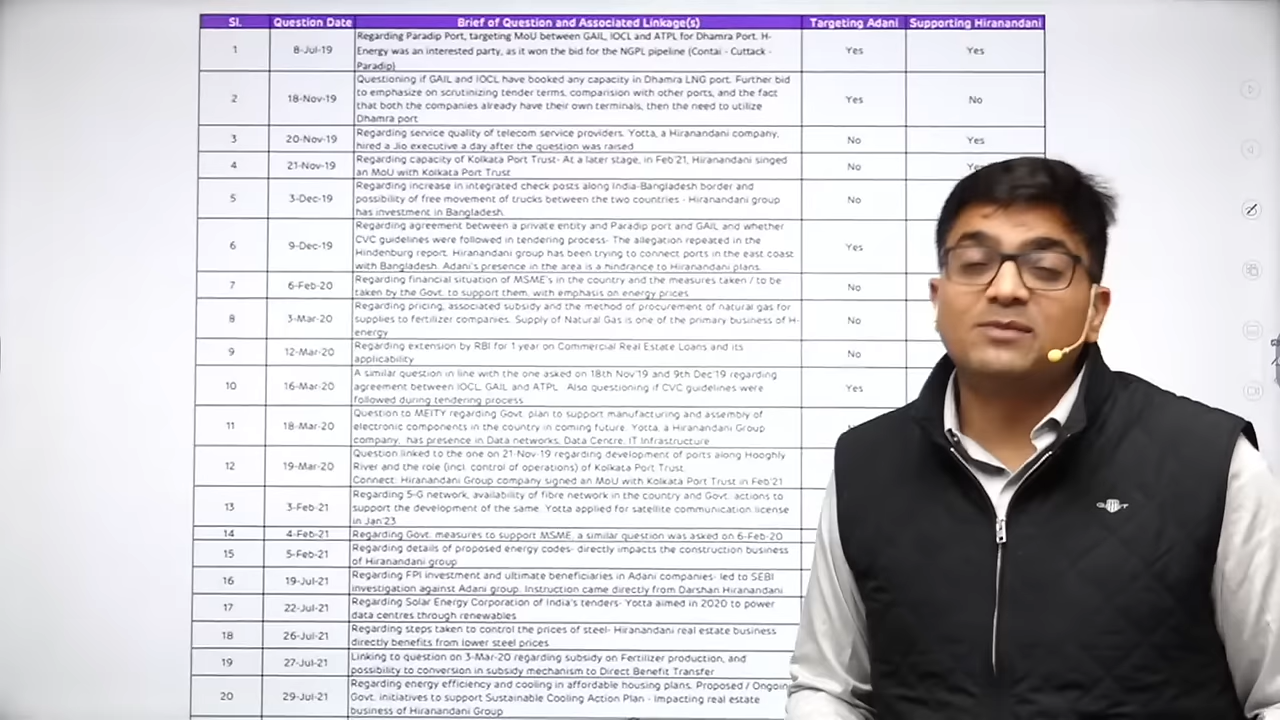 Sl. Question Date Brief of Question and Associated Linkage(s) Targeting Adani Supporting Hiranandani
1 8-Jul-19 Regarding Paradip Port, targeting MoU between GAIL, IOCL and ATPL for Dhamra Port. H-
Energy was an interested party, as it won the bid for the NGPL pipeline (Contai - Cuttack -
Paradip) Yes Yes
2 18-Nov-19 Questioning if GAIL and IOCL have booked any capacity in Dhamra LNG port. Further bid
to emphasise on scrutinizing tender terms, comparision with other ports, and the fact
that both the companies already have their own terminals, then the need to utilize
Dhamra port Yes No
3 20-Nov-19 Regarding service quality of telecom service providers. Yotta, a Hiranandani company,
hired a Jio executive a day after the question was raised No Yes
4 21-Nov-19 Regarding capacity of Kolkata Port Trust- At a later stage, in Feb'21, Hiranandani singed
an MoU with Kolkata Port Trust No
5 3-Dec-19 Regarding increase in integrated check posts along India-Bangladesh border and
possibility of free movement of trucks between the two countries - Hiranandani group
has investment in Bangladesh. No
6 9-Dec-19 Regarding agreement between a private entity and Paradip port and GAIL and whether
CVC guidelines were followed in tendering process- The allegation repeated in the
Hindenburg report. Hiranandani group has been trying to connect ports in the east coast
with Bangladesh. Adani's presence in the area is a hindrance to Hiranandani plans. Yes
7 6-Feb-20 Regarding financial situation of MSME's in the country and the measures taken / to be
taken by the Govt. to support them, with emphasis on energy prices No
8 3-Mar-20 Regarding pricing, associated subsidy and the method of procurement of natural gas for
supplies to fertilizer companies. Supply of Natural Gas is one of the primary business of H-
energy No
9 12-Mar-20 Regarding extension by RBI for 1 year on Commercial Real Estate Loans and its
applicability No
10 16-Mar-20 A similar question in line with the one asked on 18th Nov'19 and 9th Dec'19 regarding
agreement between IOCL, GAIL and ATPL Also questioning if CVC guidelines were
followed during tendering process Yes
11 18-Mar-20 Question to MEITY regarding Govt. plan to support manufacturing and assembly of
electronic components in the country in coming future. Yotta, a Hiranandani Group
company, has presence in Data networks, Data Centre, IT Infrastructure
12 19-Mar-20 Question linked to the one on 21-Nov-19 regarding development of ports along Hooghly
River and the role (incl. control of operations) of Kolkata Port Trust
Connect: Hiranandani Group company signed an MoU with Kolkata Port Trust in Feb'21
13 3-Feb-21 Regarding 5-G network, availability of fibre network in the country and Govt. actions to
support the development of the same. Yotta applied for satellite communication license
in Jan'23
14 4-Feb-21 Regarding Govt. measures to support MSME, a similar question was asked on 6-Feb-20
15 5-Feb-21 Regarding details of proposed energy codes- directly impacts the construction business
of Hiranandani group
16 19-Jul-21 Regarding FPI investment and ultimate beneficiaries in Adani companies- led to SEBI
investigation against Adani group. Instruction came directly from Darshan Hiranandani
17 22-Jul-21 Regarding Solar Energy Corporation of India's tenders- Yotta aimed in 2020 to power
data centres through renewables
18 26-Jul-21 Regarding steps taken to control the prices of steel- Hiranandani real estate business
directly benefits from lower steel prices
19 27-Jul-21 Linking to question on 3-Mar-20 regarding subsidy on Fertilizer production, and
possibility to conversion in subsidy mechanism to Direct Benefit Transfer
20 29-Jul-21 Regarding energy efficiency and cooling in affordable housing plans. Proposed / Ongoing
Govt. initiatives to support Sustainable Cooling Action Plan - Impacting real estate
business of Hiranandani Group